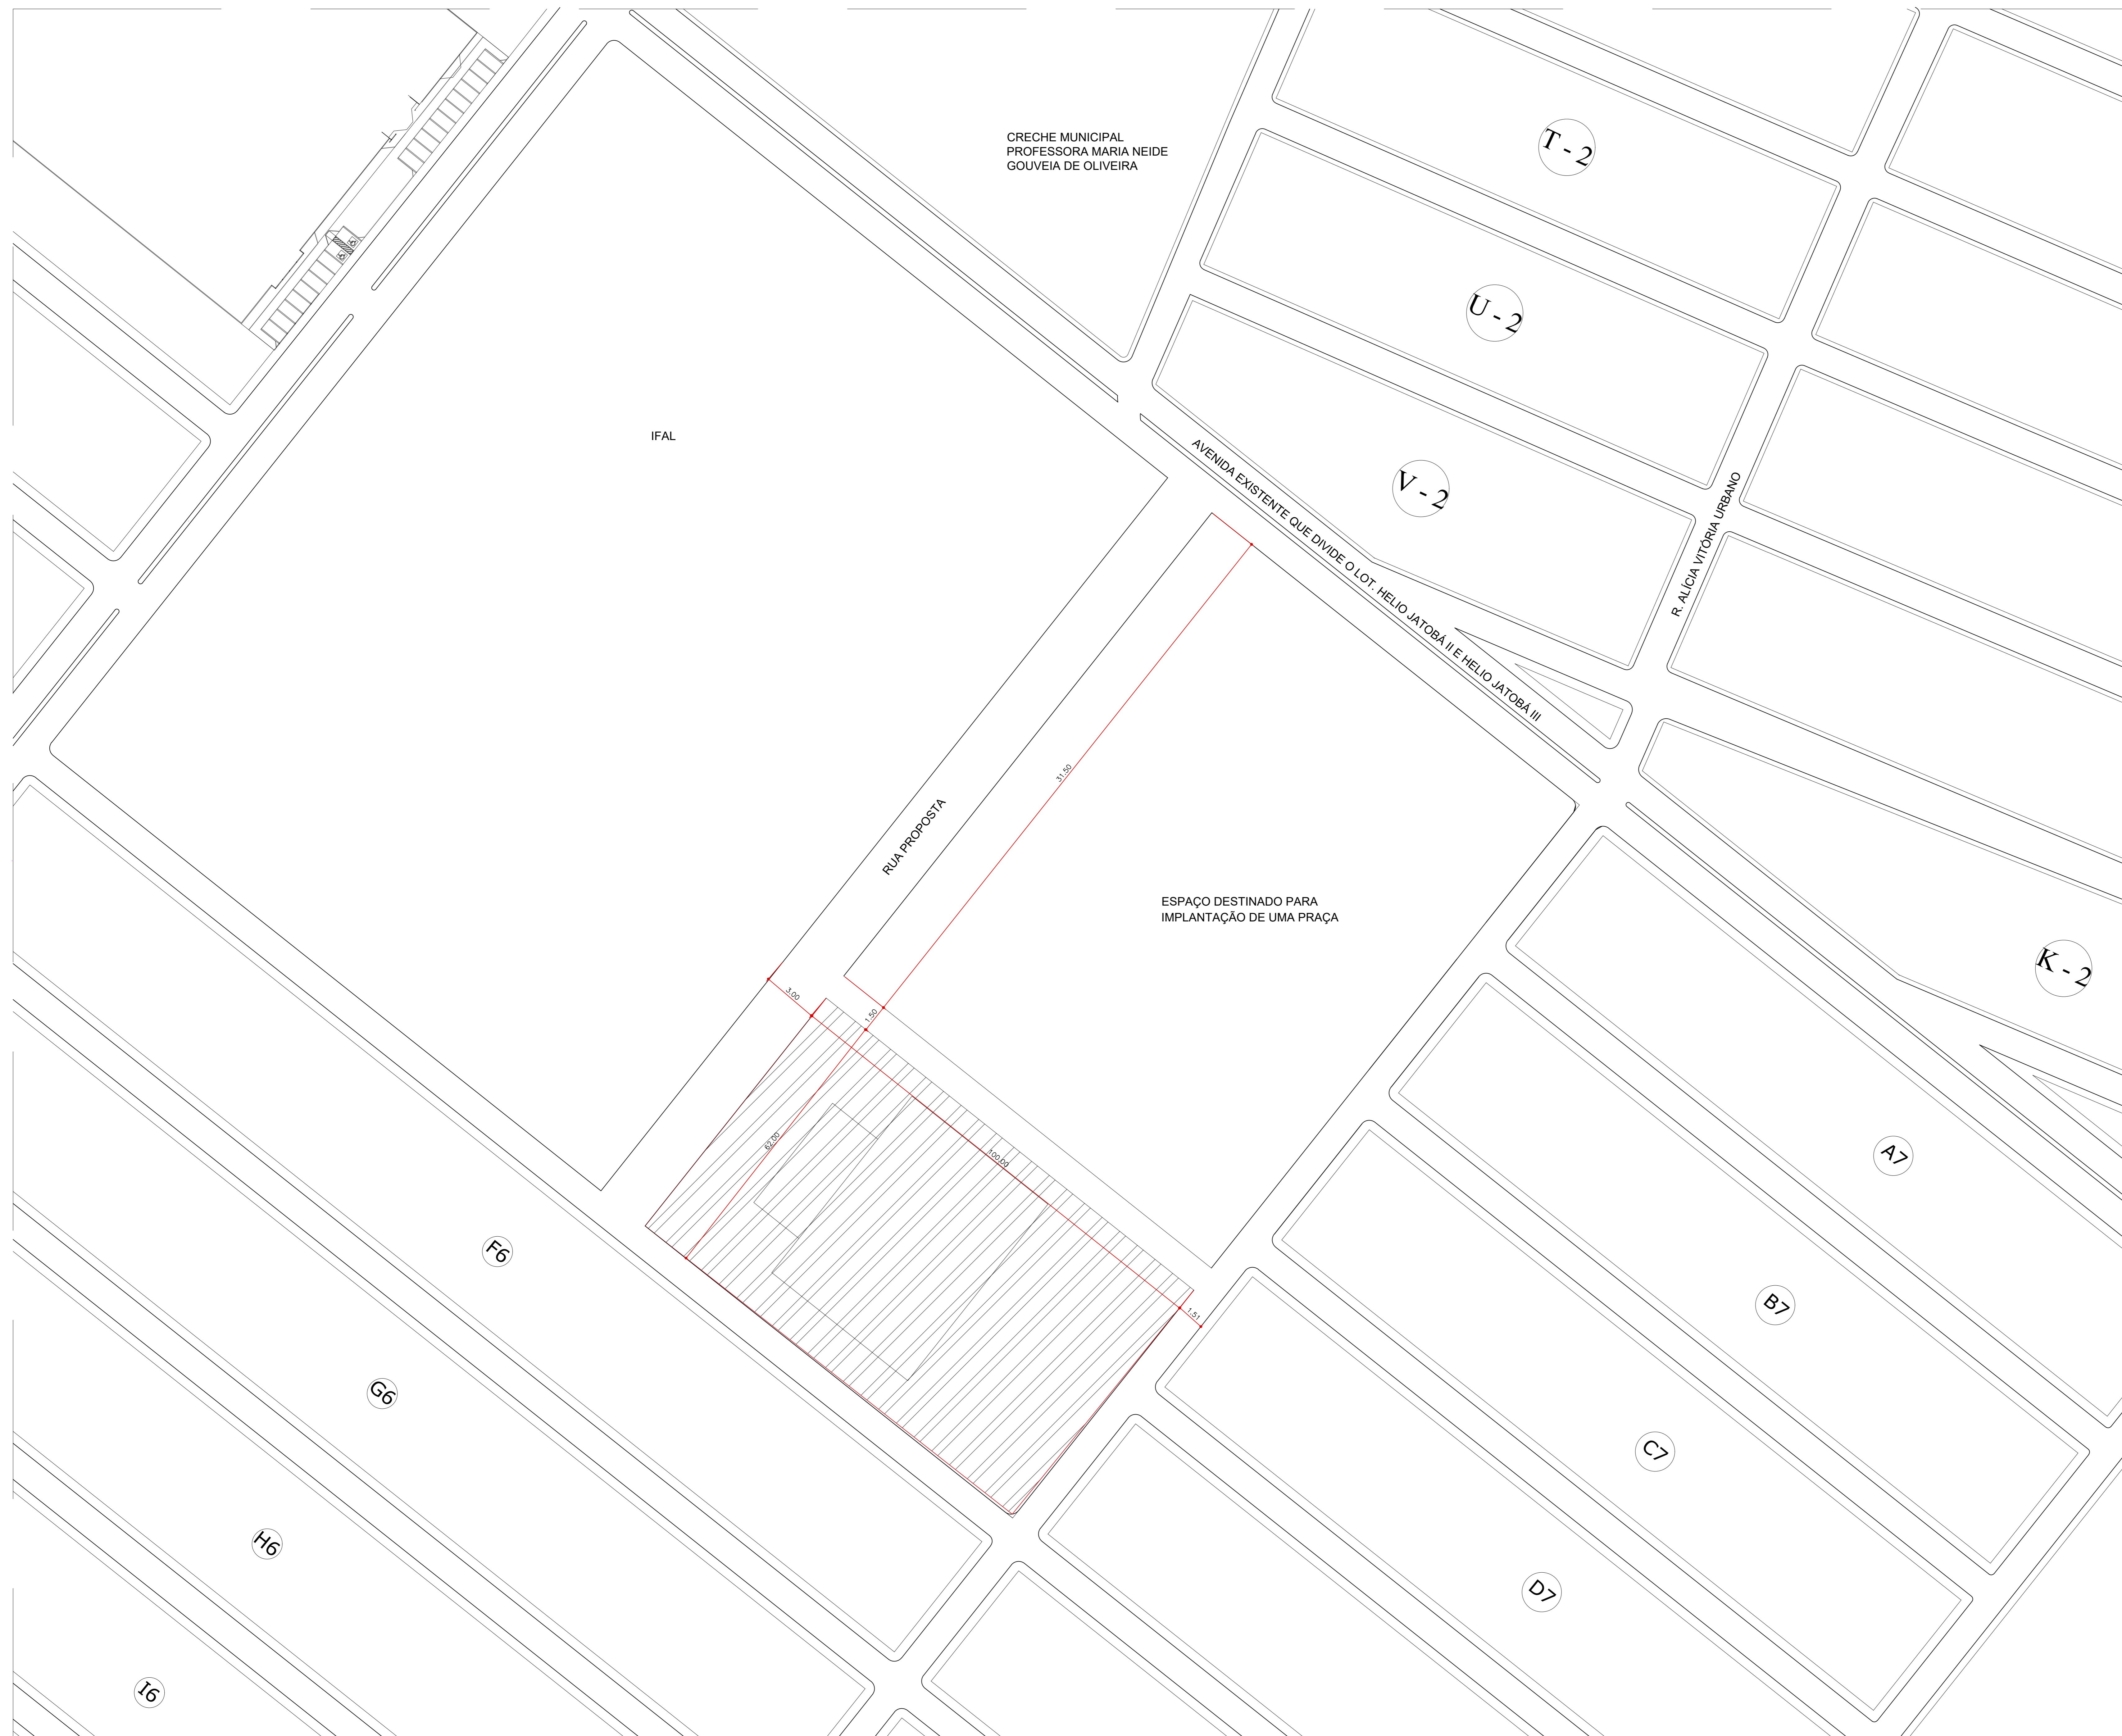 CRECHE MUNICIPAL
PROFESSORA MARIA NEIDE
GOUVEIA DE OLIVEIRA
T - 2
U - 2
IFAL
V - 2
AVENIDA EXISTENTE QUE DIVIDE O LOT. HELIO JATOBÁ II E HELIO JATOBÁ III
R. ALÍCIA VITÓRIA URBANO
31.50
RUA PROPOSTA
ESPAÇO DESTINADO PARA
IMPLANTAÇÃO DE UMA PRAÇA
K - 2
3.00
1.50
62.00
100.00
A7
F6
B7
1.51
G6
C7
H6
D7
I6